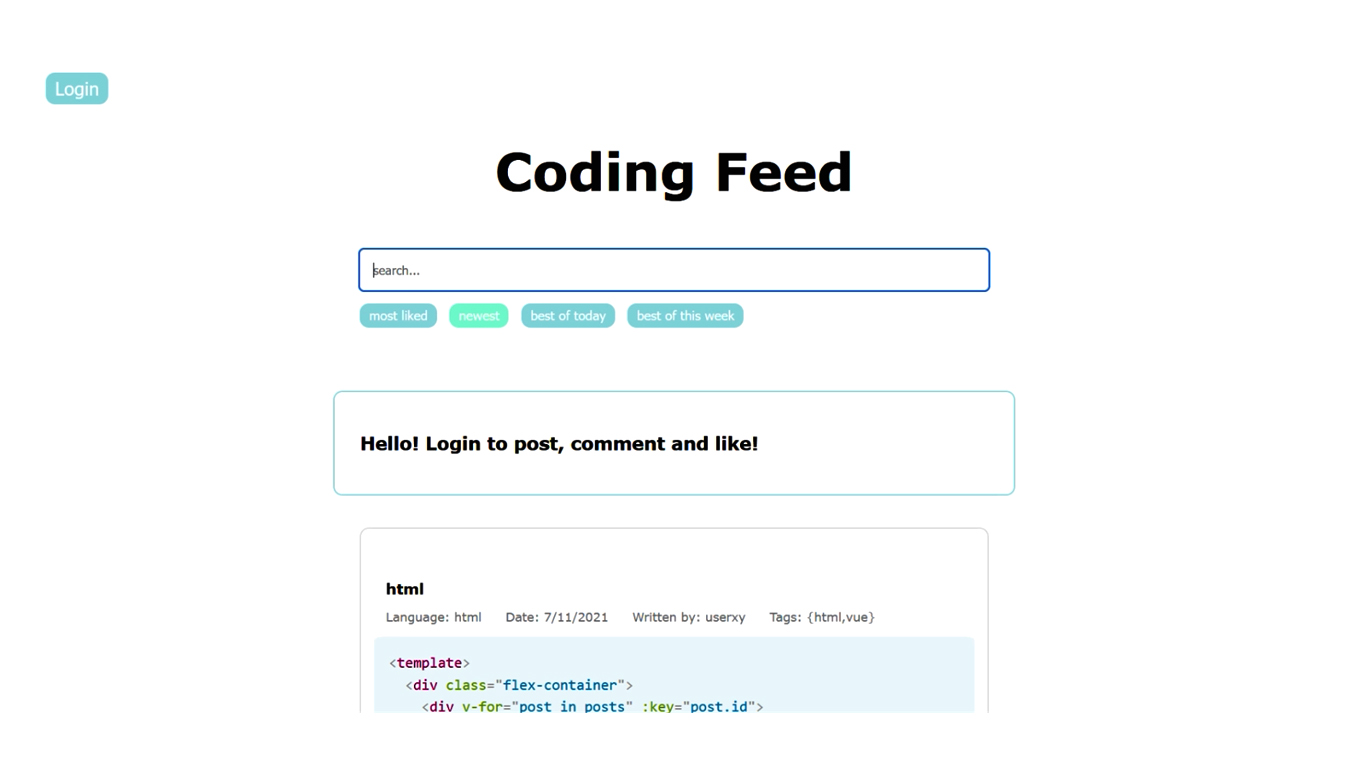 Login
Coding Feed
search...
most liked newest best of today best of this week
Hello! Login to post, comment and like!
html
Language: html Date: 7/11/2021 Written by: userxy Tags: {html,vue}
<template>
<div class="flex-container">
<div v-for="post in posts" :key="post.id">